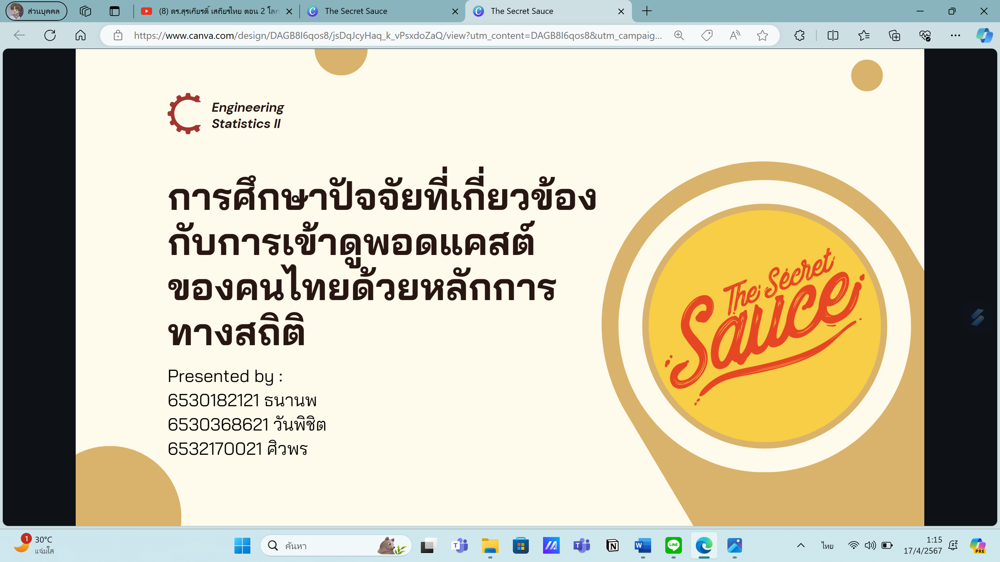 ส่วนบุคคล
(8) ดร.สุรเกียรติ์ เสถียรไทย ตอน 2 โลก
The Secret Sauce
The Secret Sauce
https://www.canva.com/design/DAGB8I6qos8/jsDqJcyHaq_k_vPsxdoZaQ/view?utm_content=DAGB8I6qos8&utm_campaig...
Engineering
Statistics II
การศึกษาปัจจัยที่เกี่ยวข้อง
กับการเข้าดูพอดแคสต์
ของคนไทยด้วยหลักการ
ทางสถิติ
The Secret
Sauce
Presented by :
6530182121 ธนานพ
6530368621 วันพิชิต
6532170021 ศิวพร
1
30°C
แจ่มใส
ค้นหา
T
T
N
W
LINE
ไทย
1:15
17/4/2567
PRE